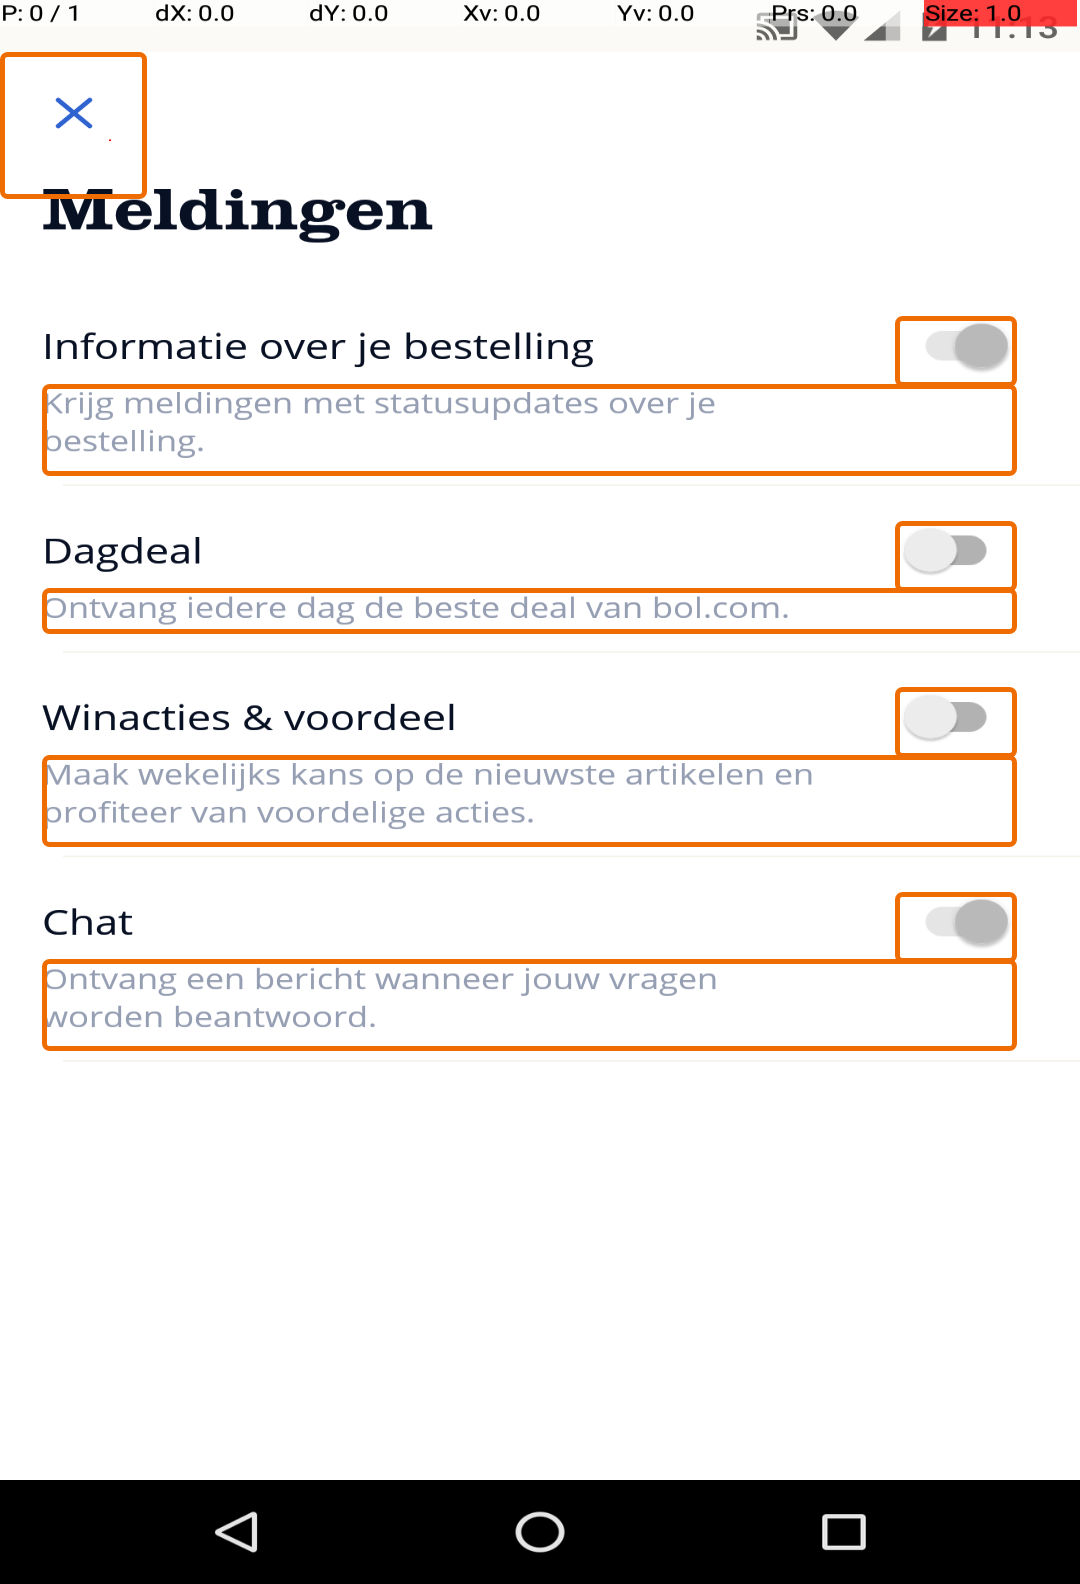 P: 0 / 1 dX: 0.0 dY: 0.0 Xv: 0.0 Yv: 0.0 Prs: 0.0 Size: 1.0
11:13
Meldingen
Informatie over je bestelling
Krijg meldingen met statusupdates over je
bestelling.
Dagdeal
Ontvang iedere dag de beste deal van bol.com.
Winacties & voordeel
Maak wekelijks kans op de nieuwste artikelen en
profiteer van voordelige acties.
Chat
Ontvang een bericht wanneer jouw vragen
worden beantwoord.